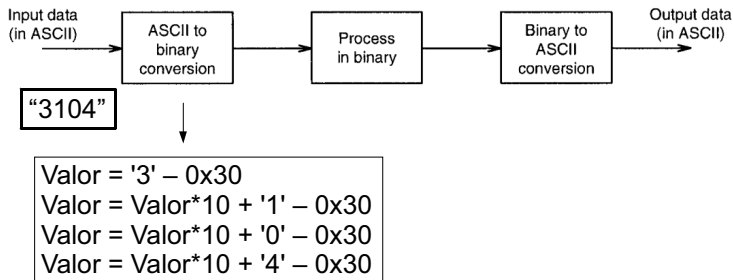 Input data
(in ASCII)
ASCII to
binary
conversion
Process
in binary
Binary to
ASCII
conversion
Output data
(in ASCII)
“3104”
Valor = '3' – 0x30
Valor = Valor*10 + '1' – 0x30
Valor = Valor*10 + '0' – 0x30
Valor = Valor*10 + '4' – 0x30